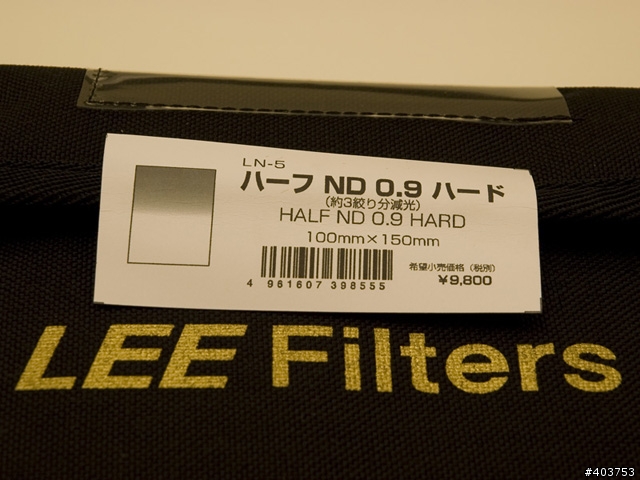 LN-5
ハーフ ND 0.9 ハード
(約3絞り分減光)
HALF ND 0.9 HARD
100mm×150mm
4 961607 398555
希望小売価格（税別）
¥9,800
LEE Filters
#403753